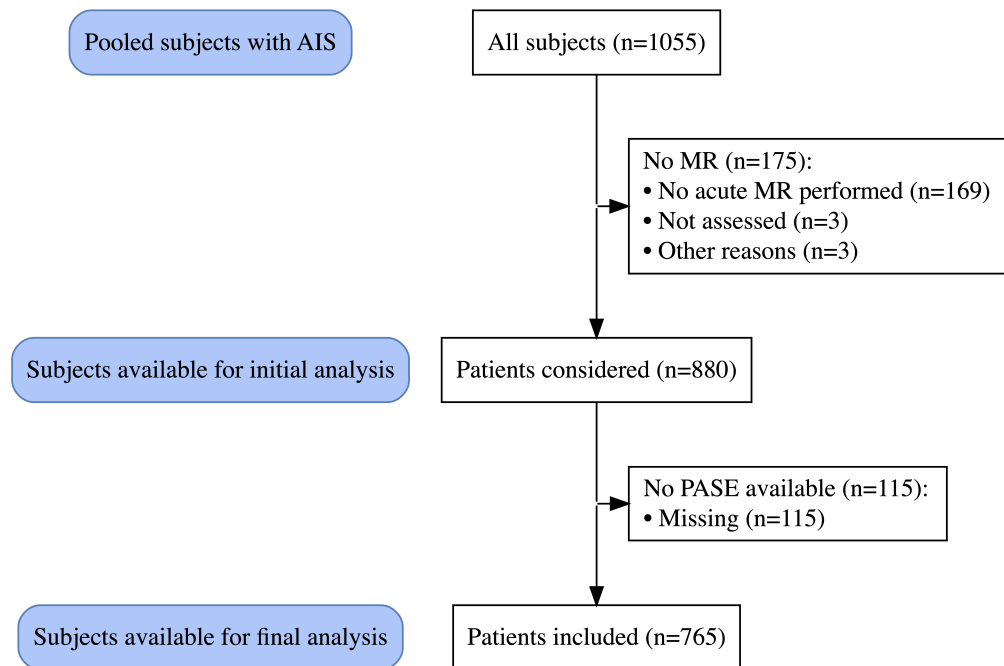 Pooled subjects with AIS
All subjects (n=1055)
No MR (n=175):
• No acute MR performed (n=169)
• Not assessed (n=3)
• Other reasons (n=3)
Subjects available for initial analysis
Patients considered (n=880)
No PASE available (n=115):
• Missing (n=115)
Subjects available for final analysis
Patients included (n=765)